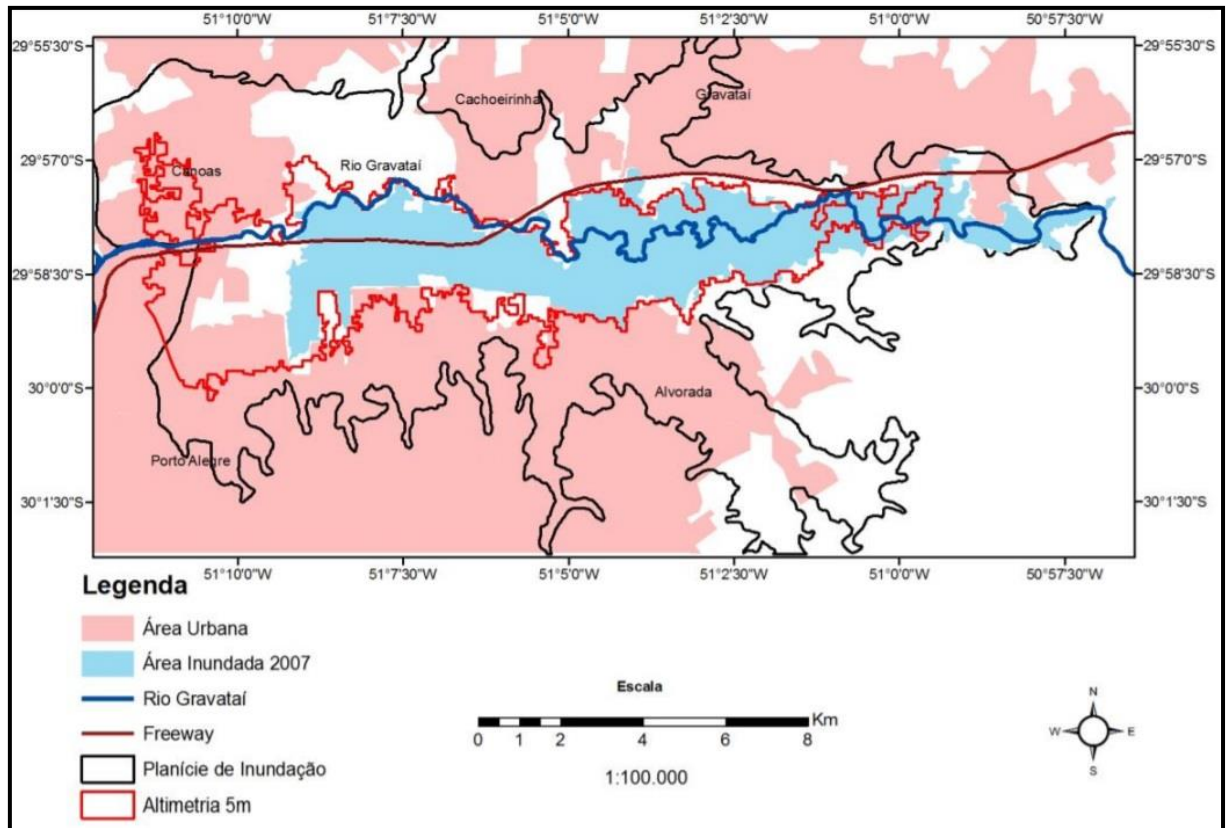 51°10'0"W 51°7'30"W 51°5'0"W 51°2'30"W 51°0'0"W 50°57'30"W
29°55'30"S 29°55'30"S
Cachoeirinha Gravataí
29°57'0"S 29°57'0"S
Canoas Rio Gravataí
29°58'30"S 29°58'30"S
30°0'0"S 30°0'0"S
Alvorada
Porto Alegre
30°1'30"S 30°1'30"S
51°10'0"W 51°7'30"W 51°5'0"W 51°2'30"W 51°0'0"W 50°57'30"W
Legenda
Área Urbana
Área Inundada 2007
Rio Gravataí
Freeway
Planície de Inundação
Altimetria 5m
Escala
Km
0 1 2 4 6 8
1:100.000
N
W E
S